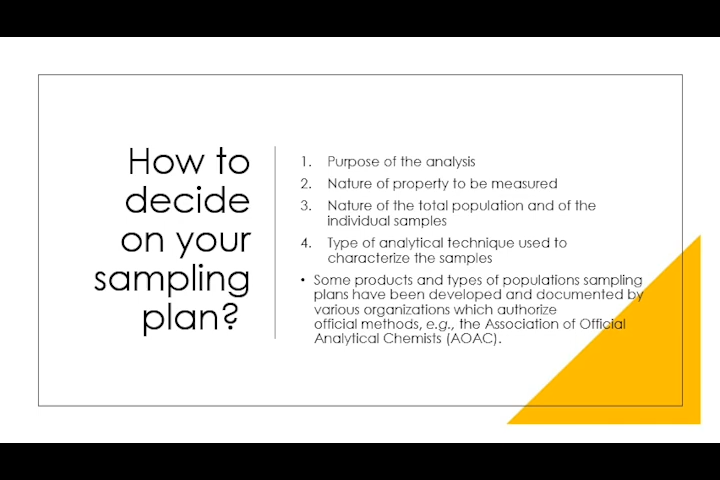 How to
decide
on your
sampling
plan?
1. Purpose of the analysis
2. Nature of property to be measured
3. Nature of the total population and of the
individual samples
4. Type of analytical technique used to
characterize the samples
• Some products and types of populations sampling
plans have been developed and documented by
various organizations which authorize
official methods, e.g., the Association of Official
Analytical Chemists (AOAC).